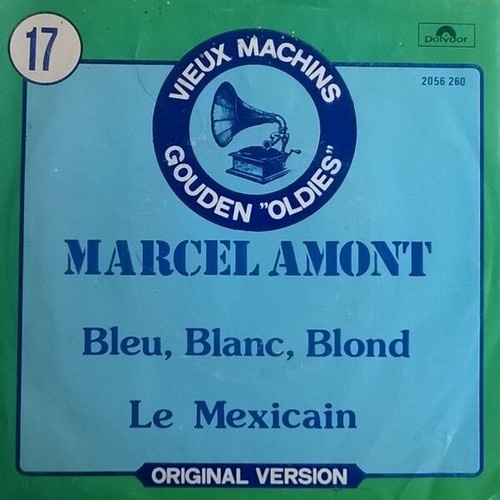 17
polydor
2056 260
VIEUX MACHINS
GOUDEN "OLDIES"
MARCEL AMONT
Bleu, Blanc, Blond
Le Mexicain
ORIGINAL VERSION